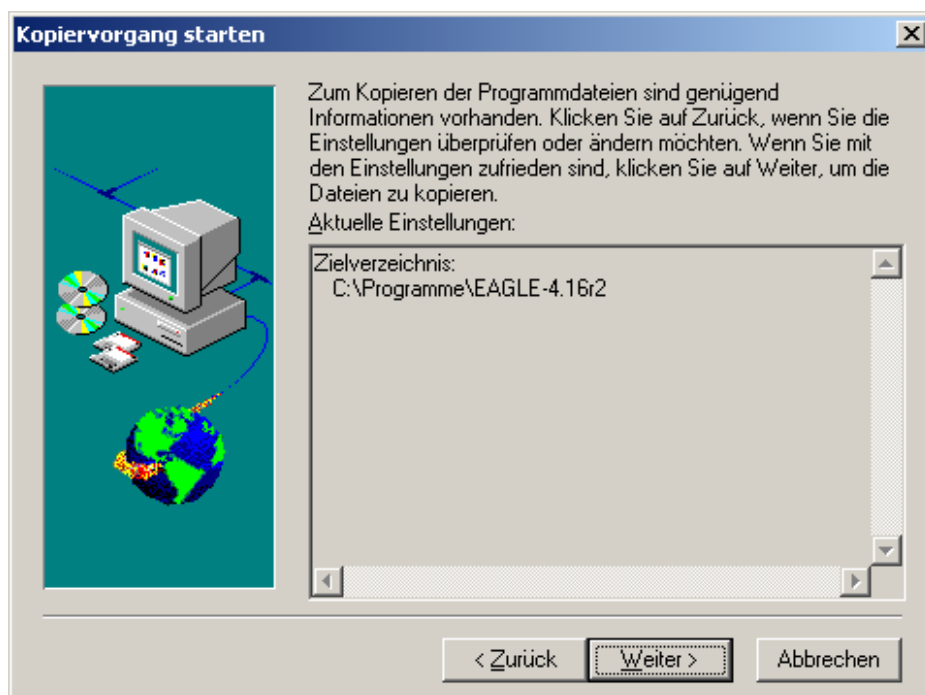 Kopiervorgang starten
Zum Kopieren der Programmdateien sind genügend
Informationen vorhanden. Klicken Sie auf Zurück, wenn Sie die
Einstellungen überprüfen oder ändern möchten. Wenn Sie mit
den Einstellungen zufrieden sind, klicken Sie auf Weiter, um die
Dateien zu kopieren.
Aktuelle Einstellungen:
Zielverzeichnis:
C:\Programme\EAGLE-4.16r2
< Zurück Weiter > Abbrechen